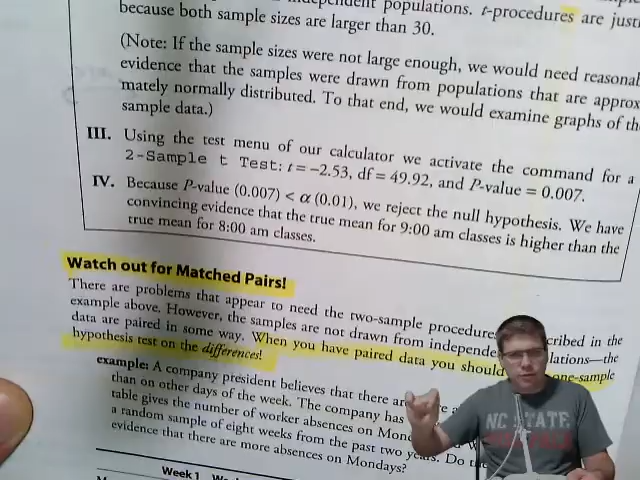 populations. t-procedures are just
because both sample sizes are larger than 30.
(Note: If the sample sizes were not large enough, we would need
evidence that the samples were drawn from populations that are
mately normally distributed. To that end, we would examine graphs of
sample data.)
III. Using the test menu of our calculator we activate the command for a
2-Sample t Test: t = −2.53, df = 49.92, and P-value = 0.007.
IV. Because P-value (0.007) < α (0.01), we reject the null hypothesis. We have
convincing evidence that the true mean for 9:00 am classes is higher than the
true mean for 8:00 am classes.
Watch out for Matched Pairs!
There are problems that appear to need the two-sample in the
example above. However, the samples are not drawn from
data are paired in some way. When you have paired data you should one-sample
hypothesis test on the differences!
example: A company president believes that there are
than on other days of the week. The company has
table gives the number of worker absences on
a random sample of eight weeks from the past two years. Do
evidence that there are more absences on Mondays?
Week 1
NC STATE